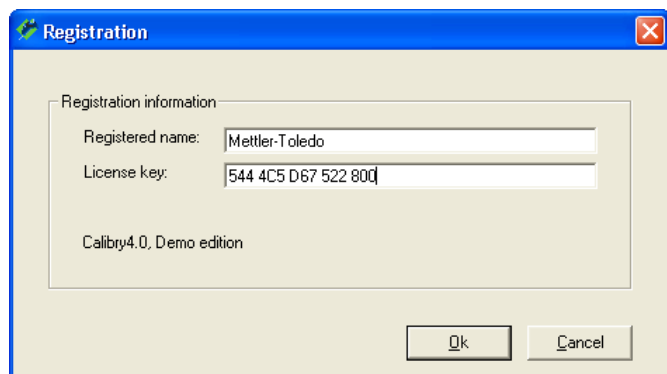 Registration
Registration information
Registered name: Mettler-Toledo
License key: 544 4C5 D67 522 800
Calibry4.0, Demo edition
Ok Cancel